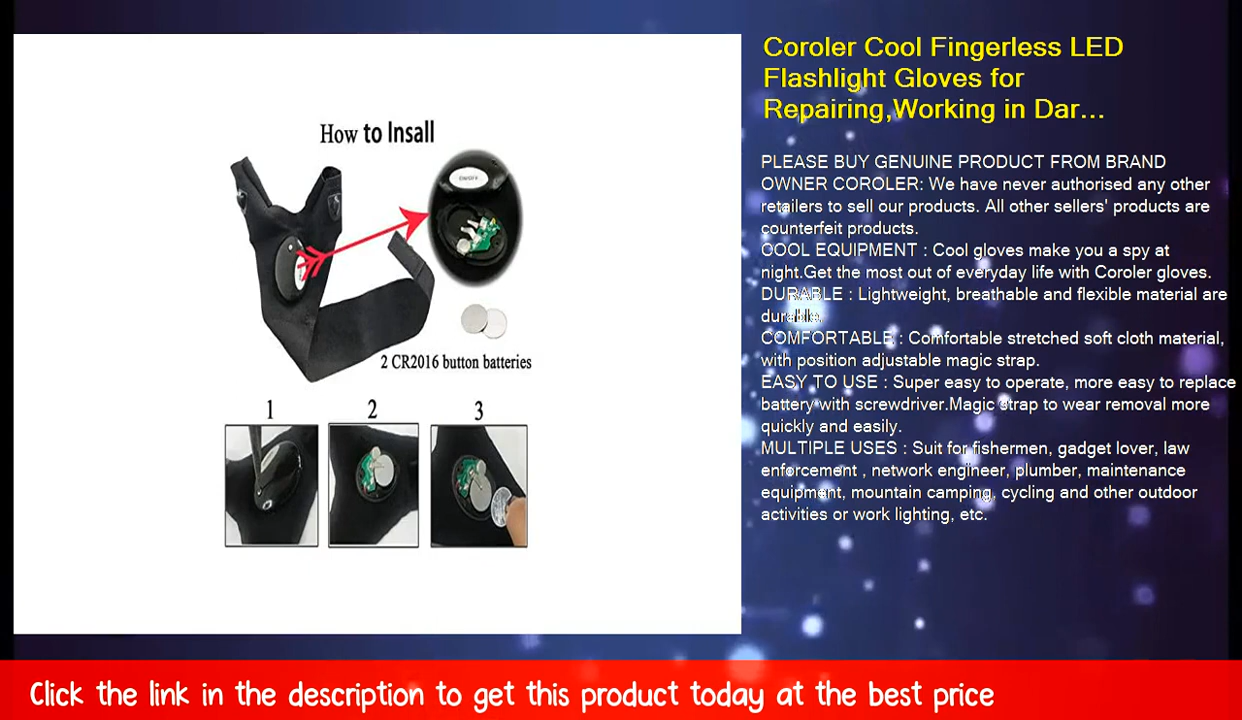 How to Insall
ON/OFF
2 CR2016 button batteries
1
2
3
Coroler Cool Fingerless LED
Flashlight Gloves for
Repairing,Working in Dar...
PLEASE BUY GENUINE PRODUCT FROM BRAND
OWNER COROLER: We have never authorised any other
retailers to sell our products. All other sellers' products are
counterfeit products.
COOL EQUIPMENT : Cool gloves make you a spy at
night.Get the most out of everyday life with Coroler gloves.
DURABLE : Lightweight, breathable and flexible material are
durable.
COMFORTABLE : Comfortable stretched soft cloth material,
with position adjustable magic strap.
EASY TO USE : Super easy to operate, more easy to replace
battery with screwdriver.Magic strap to wear removal more
quickly and easily.
MULTIPLE USES : Suit for fishermen, gadget lover, law
enforcement , network engineer, plumber, maintenance
equipment, mountain camping, cycling and other outdoor
activities or work lighting, etc.
Click the link in the description to get this product today at the best price